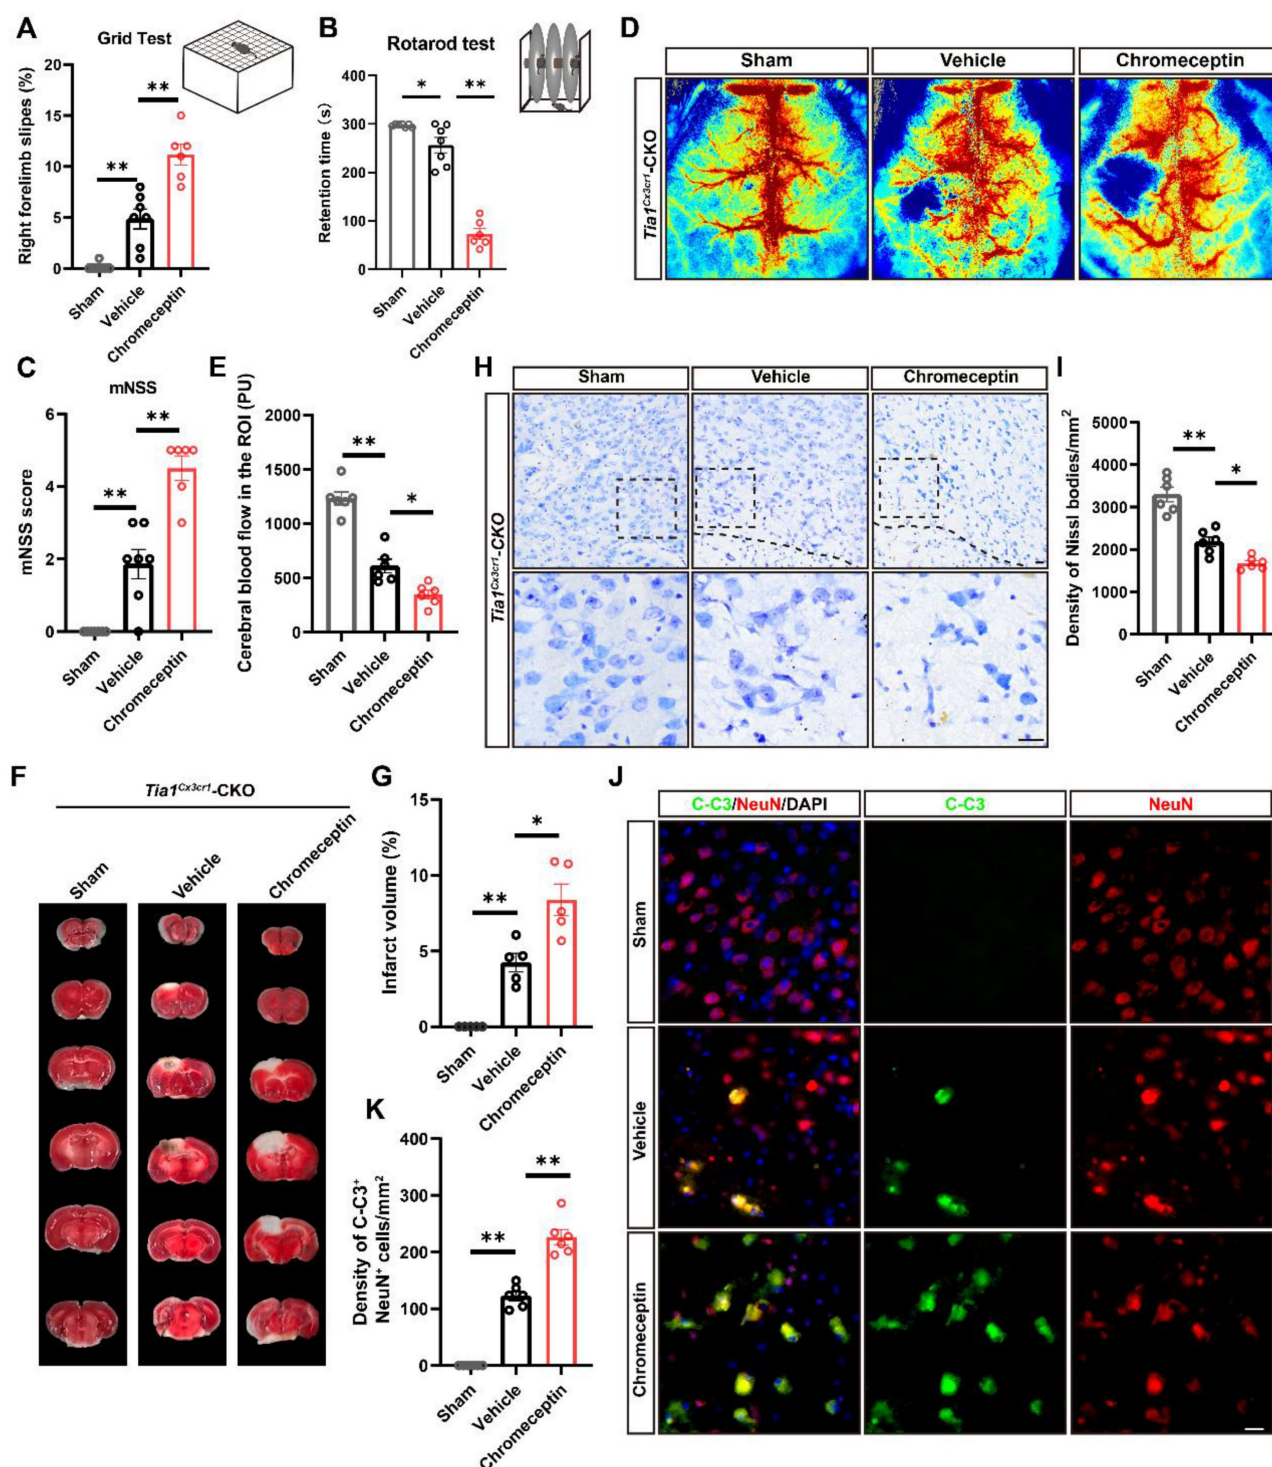 A
Grid Test
Right forelimb slipes (%)
20
15
10
5
0
**
**
Sham
Vehicle
Chromeceptin
B
Rotarod test
Retention time (s)
400
300
200
100
0
*
**
Sham
Vehicle
Chromeceptin
D
Sham
Vehicle
Chromeceptin
Tia1Cx3cr1-CKO
C
mNSS
mNSS score
6
4
2
0
**
**
Sham
Vehicle
Chromeceptin
E
Cerebral blood flow in the ROI (PU)
2000
1500
1000
500
0
**
*
Sham
Vehicle
Chromeceptin
H
Sham
Vehicle
Chromeceptin
Tia1Cx3cr1-CKO
I
Density of Nissl bodies/mm2
5000
4000
3000
2000
1000
0
**
*
Sham
Vehicle
Chromeceptin
F
Tia1Cx3cr1-CKO
Sham
Vehicle
Chromeceptin
G
Infarct volume (%)
15
10
5
0
**
*
Sham
Vehicle
Chromeceptin
J
C-C3/NeuN/DAPI
C-C3
NeuN
Sham
Vehicle
Chromeceptin
K
Density of C-C3+
NeuN+ cells/mm2
400
300
200
100
0
**
**
Sham
Vehicle
Chromeceptin